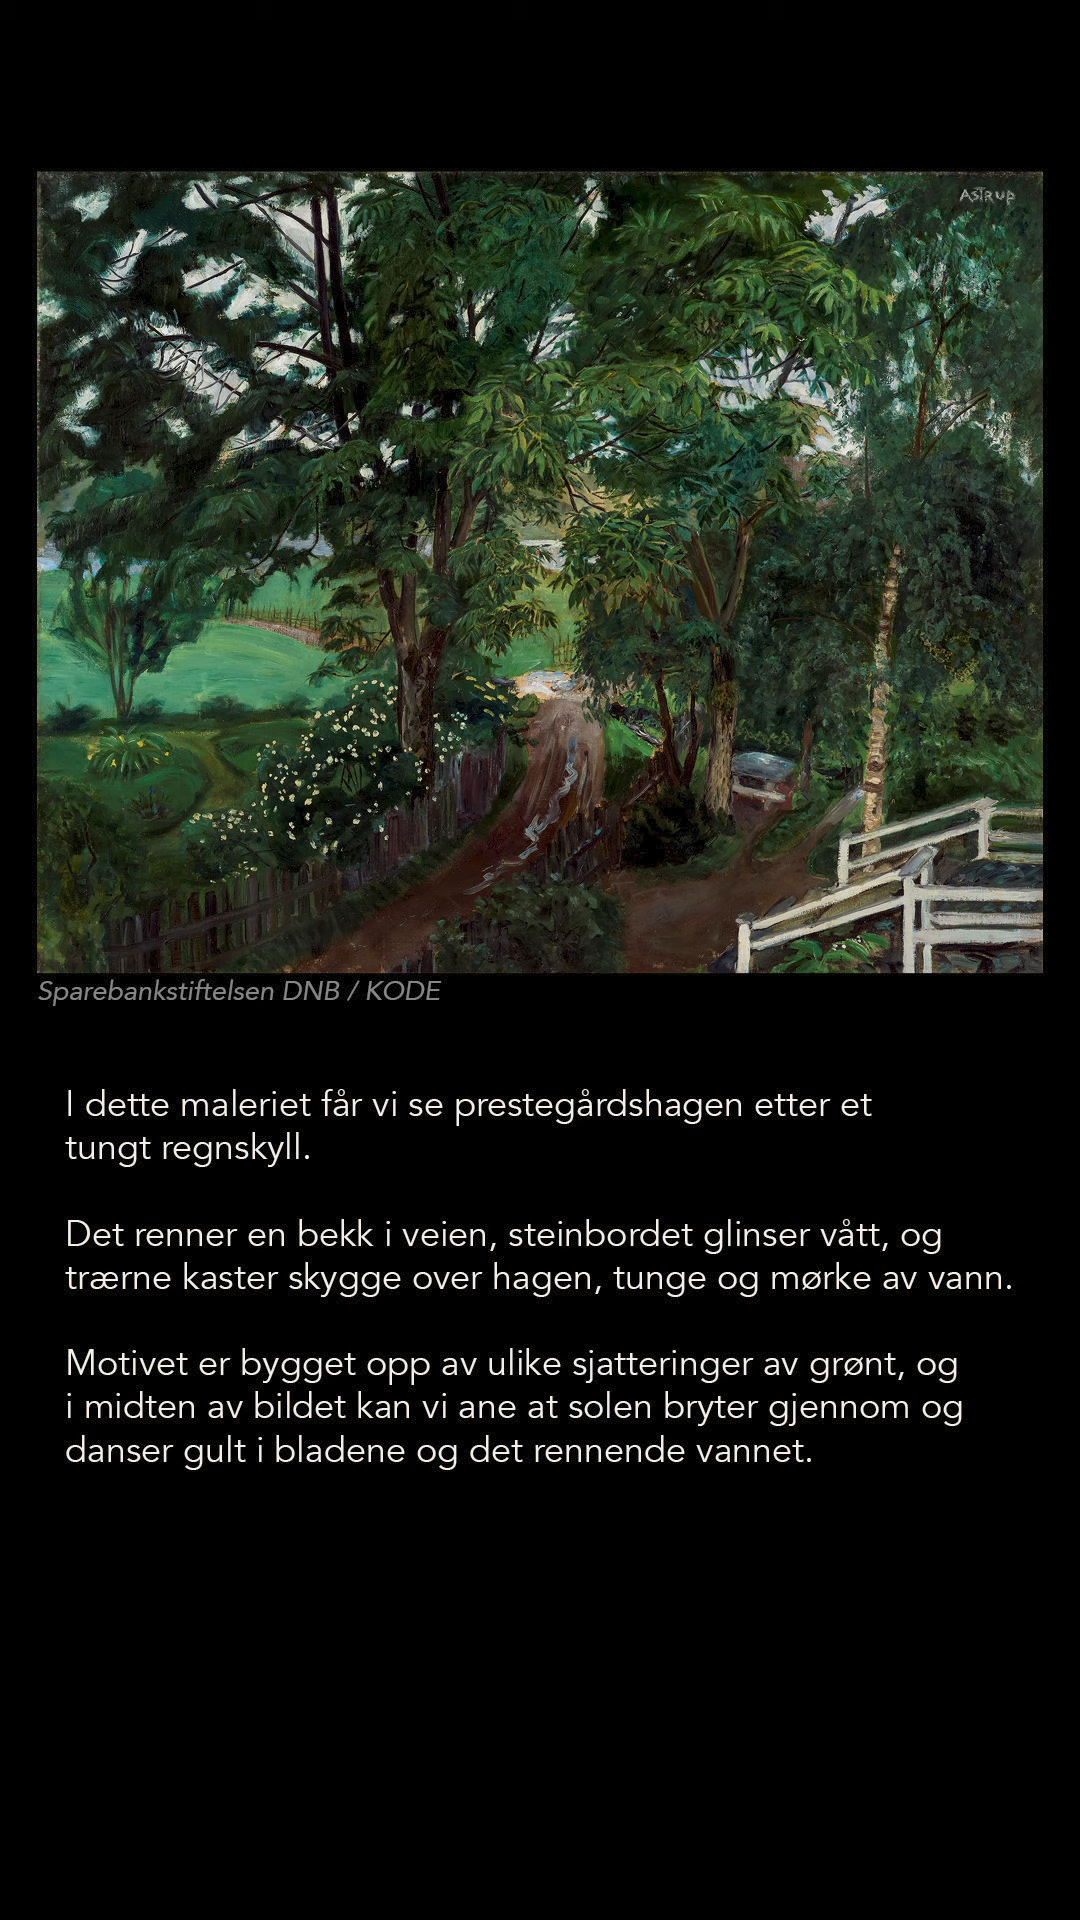 ASTRUP
Sparebankstiftelsen DNB / KODE
I dette maleriet får vi se prestegårdshagen etter et
tungt regnskyll.
Det renner en bekk i veien, steinbordet glinser vått, og
trærne kaster skygge over hagen, tunge og mørke av vann.
Motivet er bygget opp av ulike sjatteringer av grønt, og
i midten av bildet kan vi ane at solen bryter gjennom og
danser gult i bladene og det rennende vannet.